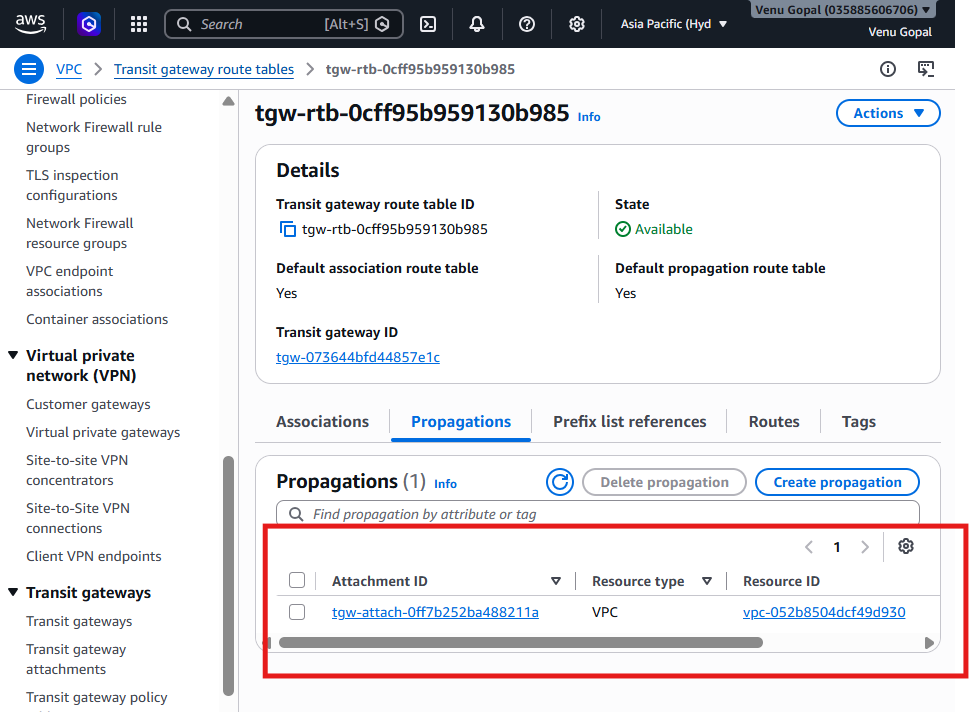 aws
Search [Alt+S]
Asia Pacific (Hyd
Venu Gopal (035885606706)
Venu Gopal
VPC > Transit gateway route tables > tgw-rtb-0cff95b959130b985
Firewall policies
Network Firewall rule
groups
TLS inspection
configurations
Network Firewall
resource groups
VPC endpoint
associations
Container associations
Virtual private
network (VPN)
Customer gateways
Virtual private gateways
Site-to-site VPN
concentrators
Site-to-Site VPN
connections
Client VPN endpoints
Transit gateways
Transit gateways
Transit gateway
attachments
Transit gateway policy
tgw-rtb-0cff95b959130b985 Info
Actions
Details
Transit gateway route table ID
tgw-rtb-0cff95b959130b985
State
Available
Default association route table
Yes
Default propagation route table
Yes
Transit gateway ID
tgw-073644bfd44857e1c
Associations Propagations Prefix list references Routes Tags
Propagations (1) Info
Delete propagation
Create propagation
Find propagation by attribute or tag
1
Attachment ID Resource type Resource ID
tgw-attach-0ff7b252ba488211a VPC vpc-052b8504dcf49d930